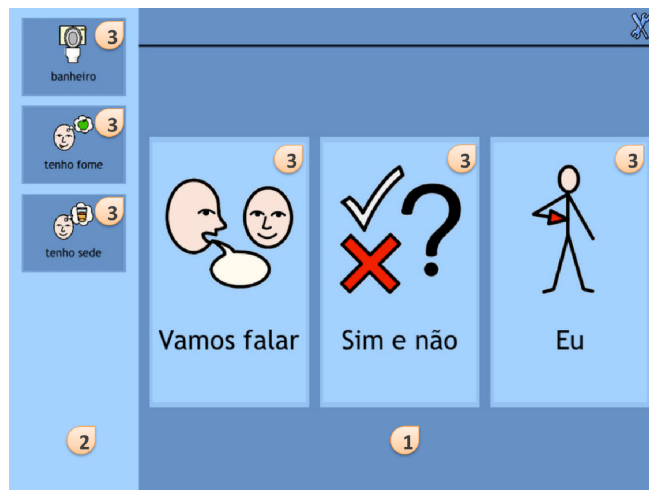 3
banheiro
3
tenho fome
3
tenho sede
3
Vamos falar
3
Sim e não
3
Eu
2
1